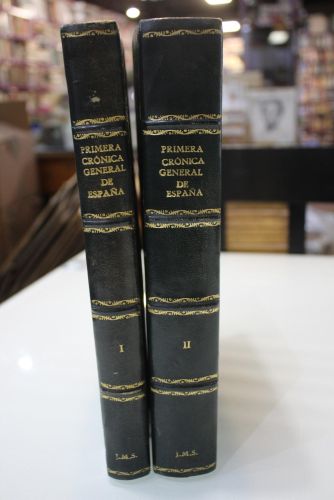 PRIMERA
CRÓNICA
GENERAL
DE
ESPAÑA
I
J.M.S.
PRIMERA
CRÓNICA
GENERAL
DE
ESPAÑA
II
J.M.S.